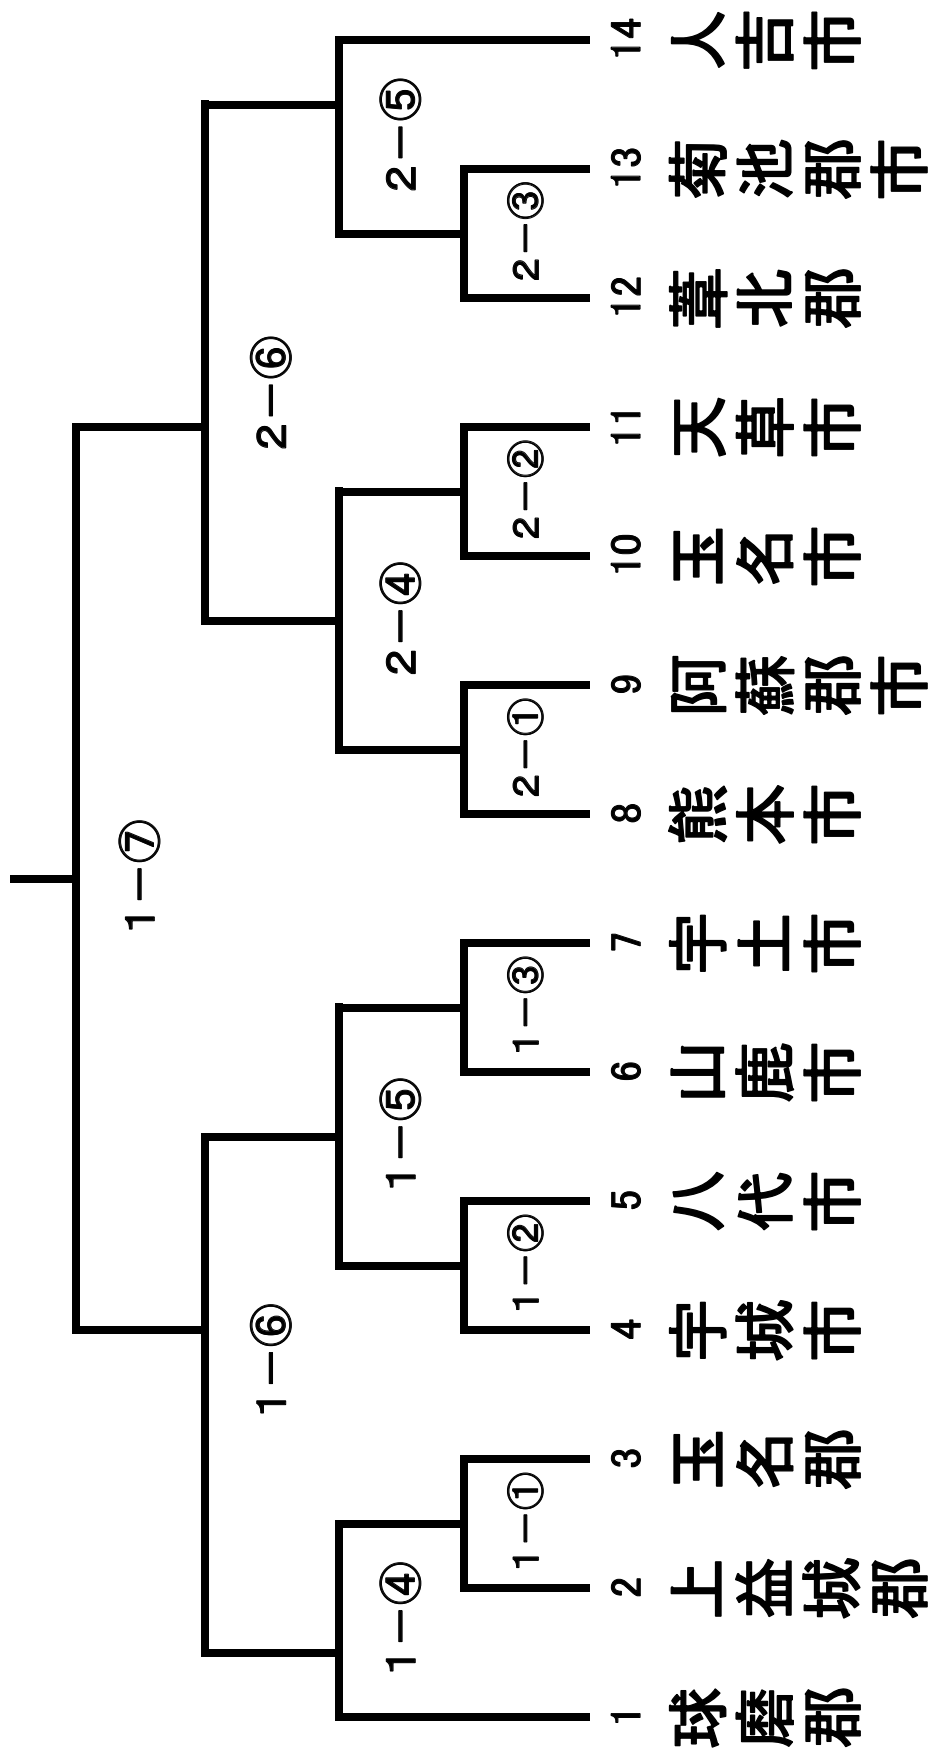 1－⑦
1－⑥
2－⑥
1－④
1－⑤
2－④
2－⑤
1－①
1－②
1－③
2－①
2－②
2－③
1 球磨郡
2 上益城郡
3 玉名郡
4 宇城市
5 八代市
6 山鹿市
7 宇土市
8 熊本市
9 阿蘇郡市
10 玉名市
11 天草市
12 葦北郡
13 菊池郡市
14 人吉市